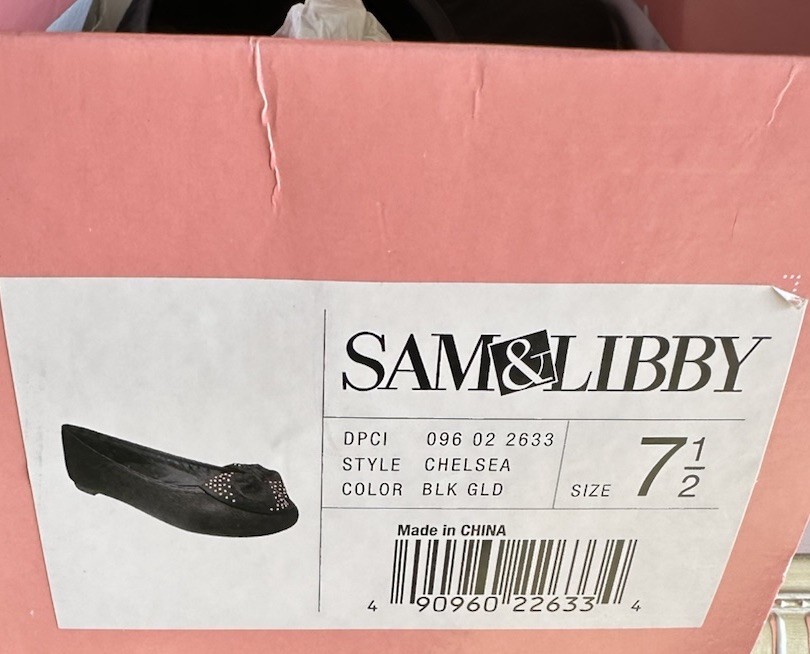 SAM&LIBBY
DPCI 096 02 2633
STYLE CHELSEA
COLOR BLK GLD
SIZE 7 1/2
Made in CHINA
4 90960 22633 4